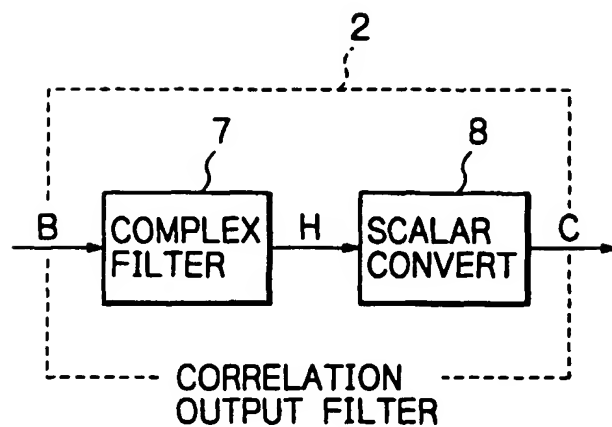 2
7
8
B
COMPLEX
FILTER
H
SCALAR
CONVERT
C
CORRELATION
OUTPUT FILTER